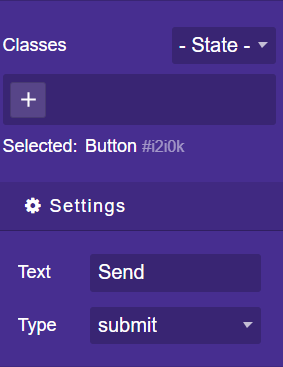 Classes - State -
+
Selected: Button #i2i0k
Settings
Text Send
Type submit